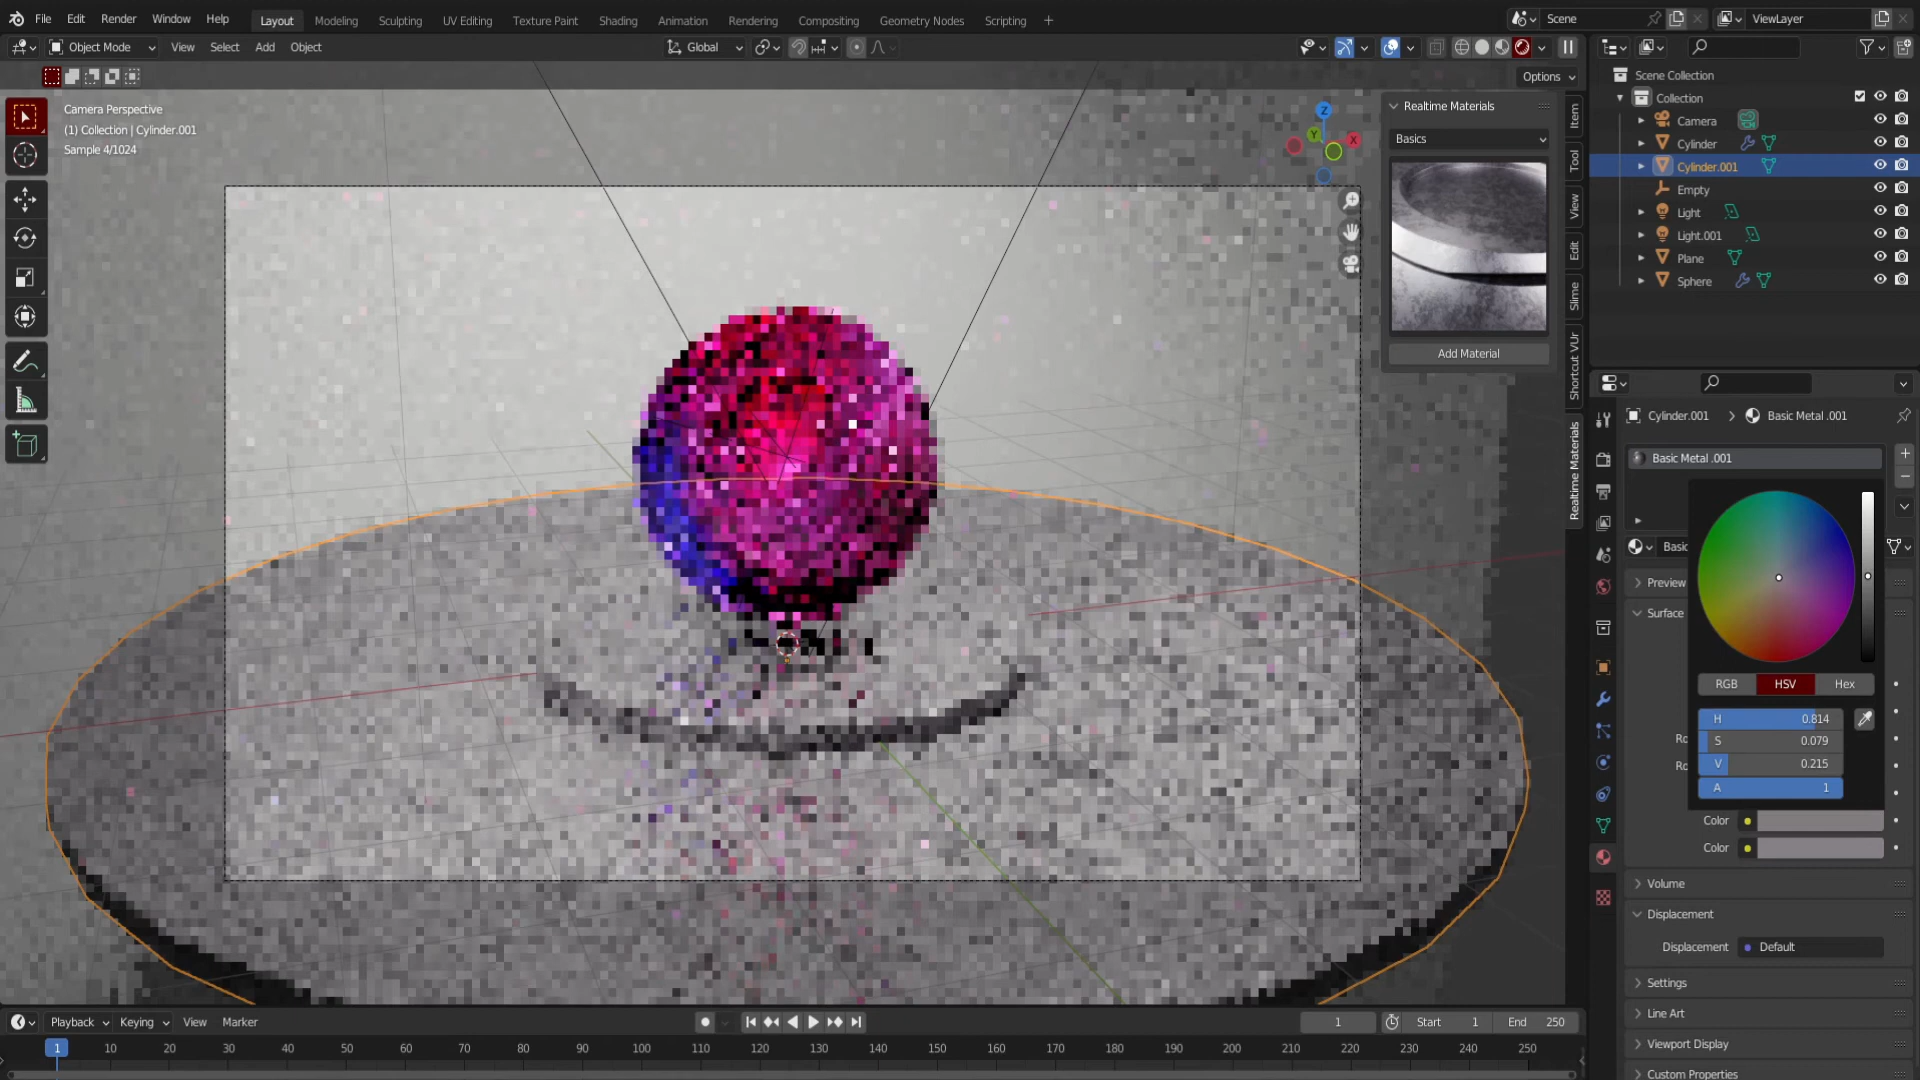 File Edit Render Window Help Layout Modeling Sculpting UV Editing Texture Paint Shading Animation Rendering Compositing Geometry Nodes Scripting + Scene ViewLayer
Object Mode View Select Add Object Global
Options
Camera Perspective
(1) Collection | Cylinder.001
Sample 4/1024
Z
Y
X
Realtime Materials
Basics
Add Material
Item
Tool
View
Edit
Slime
Shortcut VUr
Realtime Materials
Scene Collection
Collection
Camera
Cylinder
Cylinder.001
Empty
Light
Light.001
Plane
Sphere
Cylinder.001 Basic Metal .001
Basic Metal .001
Basic
Preview
Surface
RGB HSV Hex
H 0.814
S 0.079
V 0.215
A 1
Ro
Ro
Color
Color
Volume
Displacement
Displacement Default
Settings
Line Art
Viewport Display
Custom Properties
Playback Keying View Marker 1 Start 1 End 250
1 10 20 30 40 50 60 70 80 90 100 110 120 130 140 150 160 170 180 190 200 210 220 230 240 250